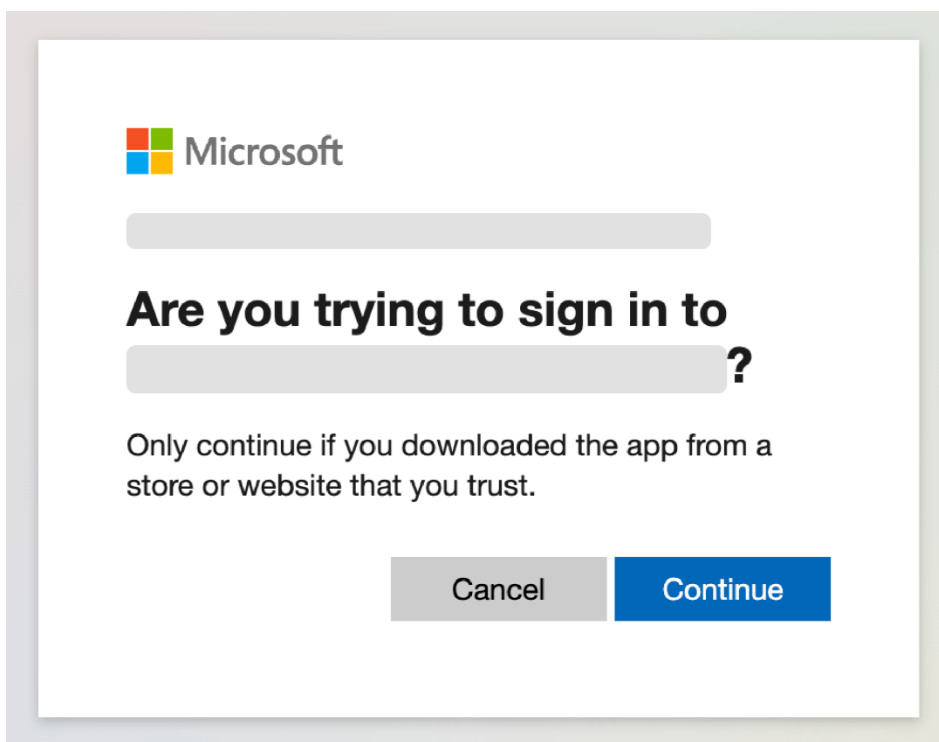 Microsoft
Are you trying to sign in to
?
Only continue if you downloaded the app from a
store or website that you trust.
Cancel
Continue